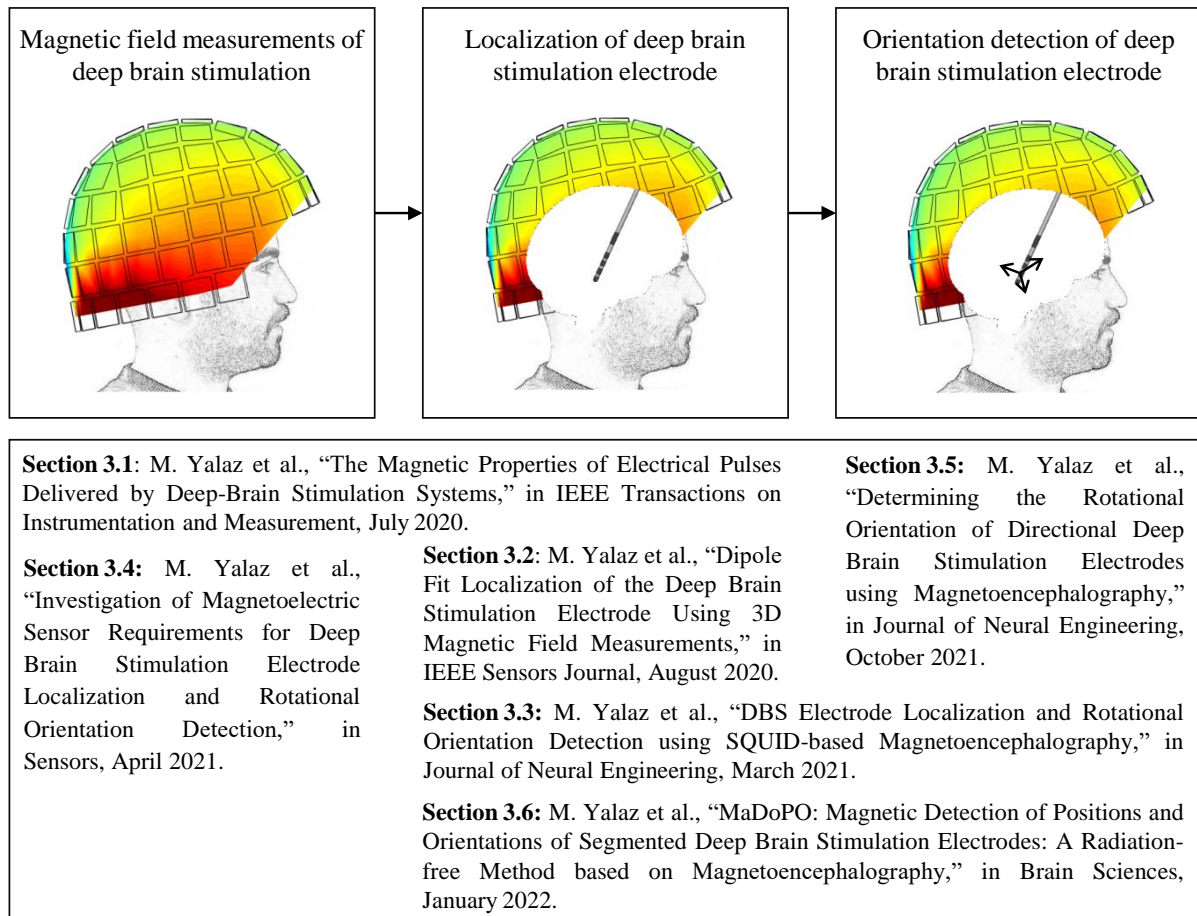 Magnetic field measurements of
deep brain stimulation
Localization of deep brain
stimulation electrode
Orientation detection of deep
brain stimulation electrode
Section 3.1: M. Yalaz et al., “The Magnetic Properties of Electrical Pulses
Delivered by Deep-Brain Stimulation Systems,” in IEEE Transactions on
Instrumentation and Measurement, July 2020.
Section 3.4: M. Yalaz et al.,
“Investigation of Magnetoelectric
Sensor Requirements for Deep
Brain Stimulation Electrode
Localization and Rotational
Orientation Detection,” in
Sensors, April 2021.
Section 3.2: M. Yalaz et al., “Dipole
Fit Localization of the Deep Brain
Stimulation Electrode Using 3D
Magnetic Field Measurements,” in
IEEE Sensors Journal, August 2020.
Section 3.5: M. Yalaz et al.,
“Determining the Rotational
Orientation of Directional Deep
Brain Stimulation Electrodes
using Magnetoencephalography,”
in Journal of Neural Engineering,
October 2021.
Section 3.3: M. Yalaz et al., “DBS Electrode Localization and Rotational
Orientation Detection using SQUID-based Magnetoencephalography,” in
Journal of Neural Engineering, March 2021.
Section 3.6: M. Yalaz et al., “MaDoPO: Magnetic Detection of Positions and
Orientations of Segmented Deep Brain Stimulation Electrodes: A Radiation-
free Method based on Magnetoencephalography,” in Brain Sciences,
January 2022.